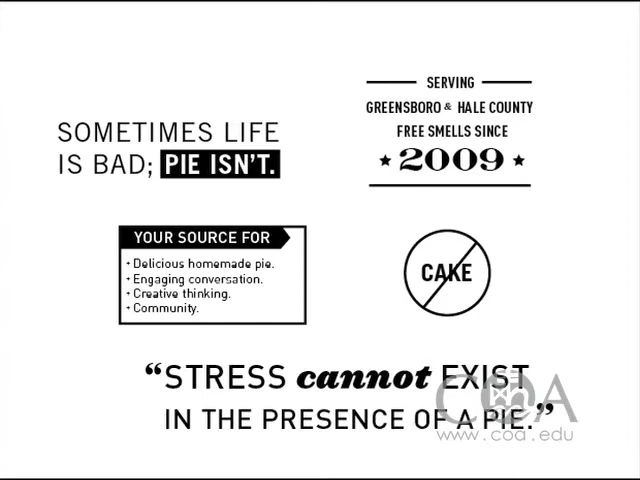 SOMETIMES LIFE
IS BAD; PIE ISN'T.
SERVING
GREENSBORO & HALE COUNTY
FREE SMELLS SINCE
★ 2009 ★
YOUR SOURCE FOR
+ Delicious homemade pie.
+ Engaging conversation.
+ Creative thinking.
+ Community.
CAKE
“STRESS cannot EXIST
IN THE PRESENCE OF A PIE.”
COA
www.coa.edu